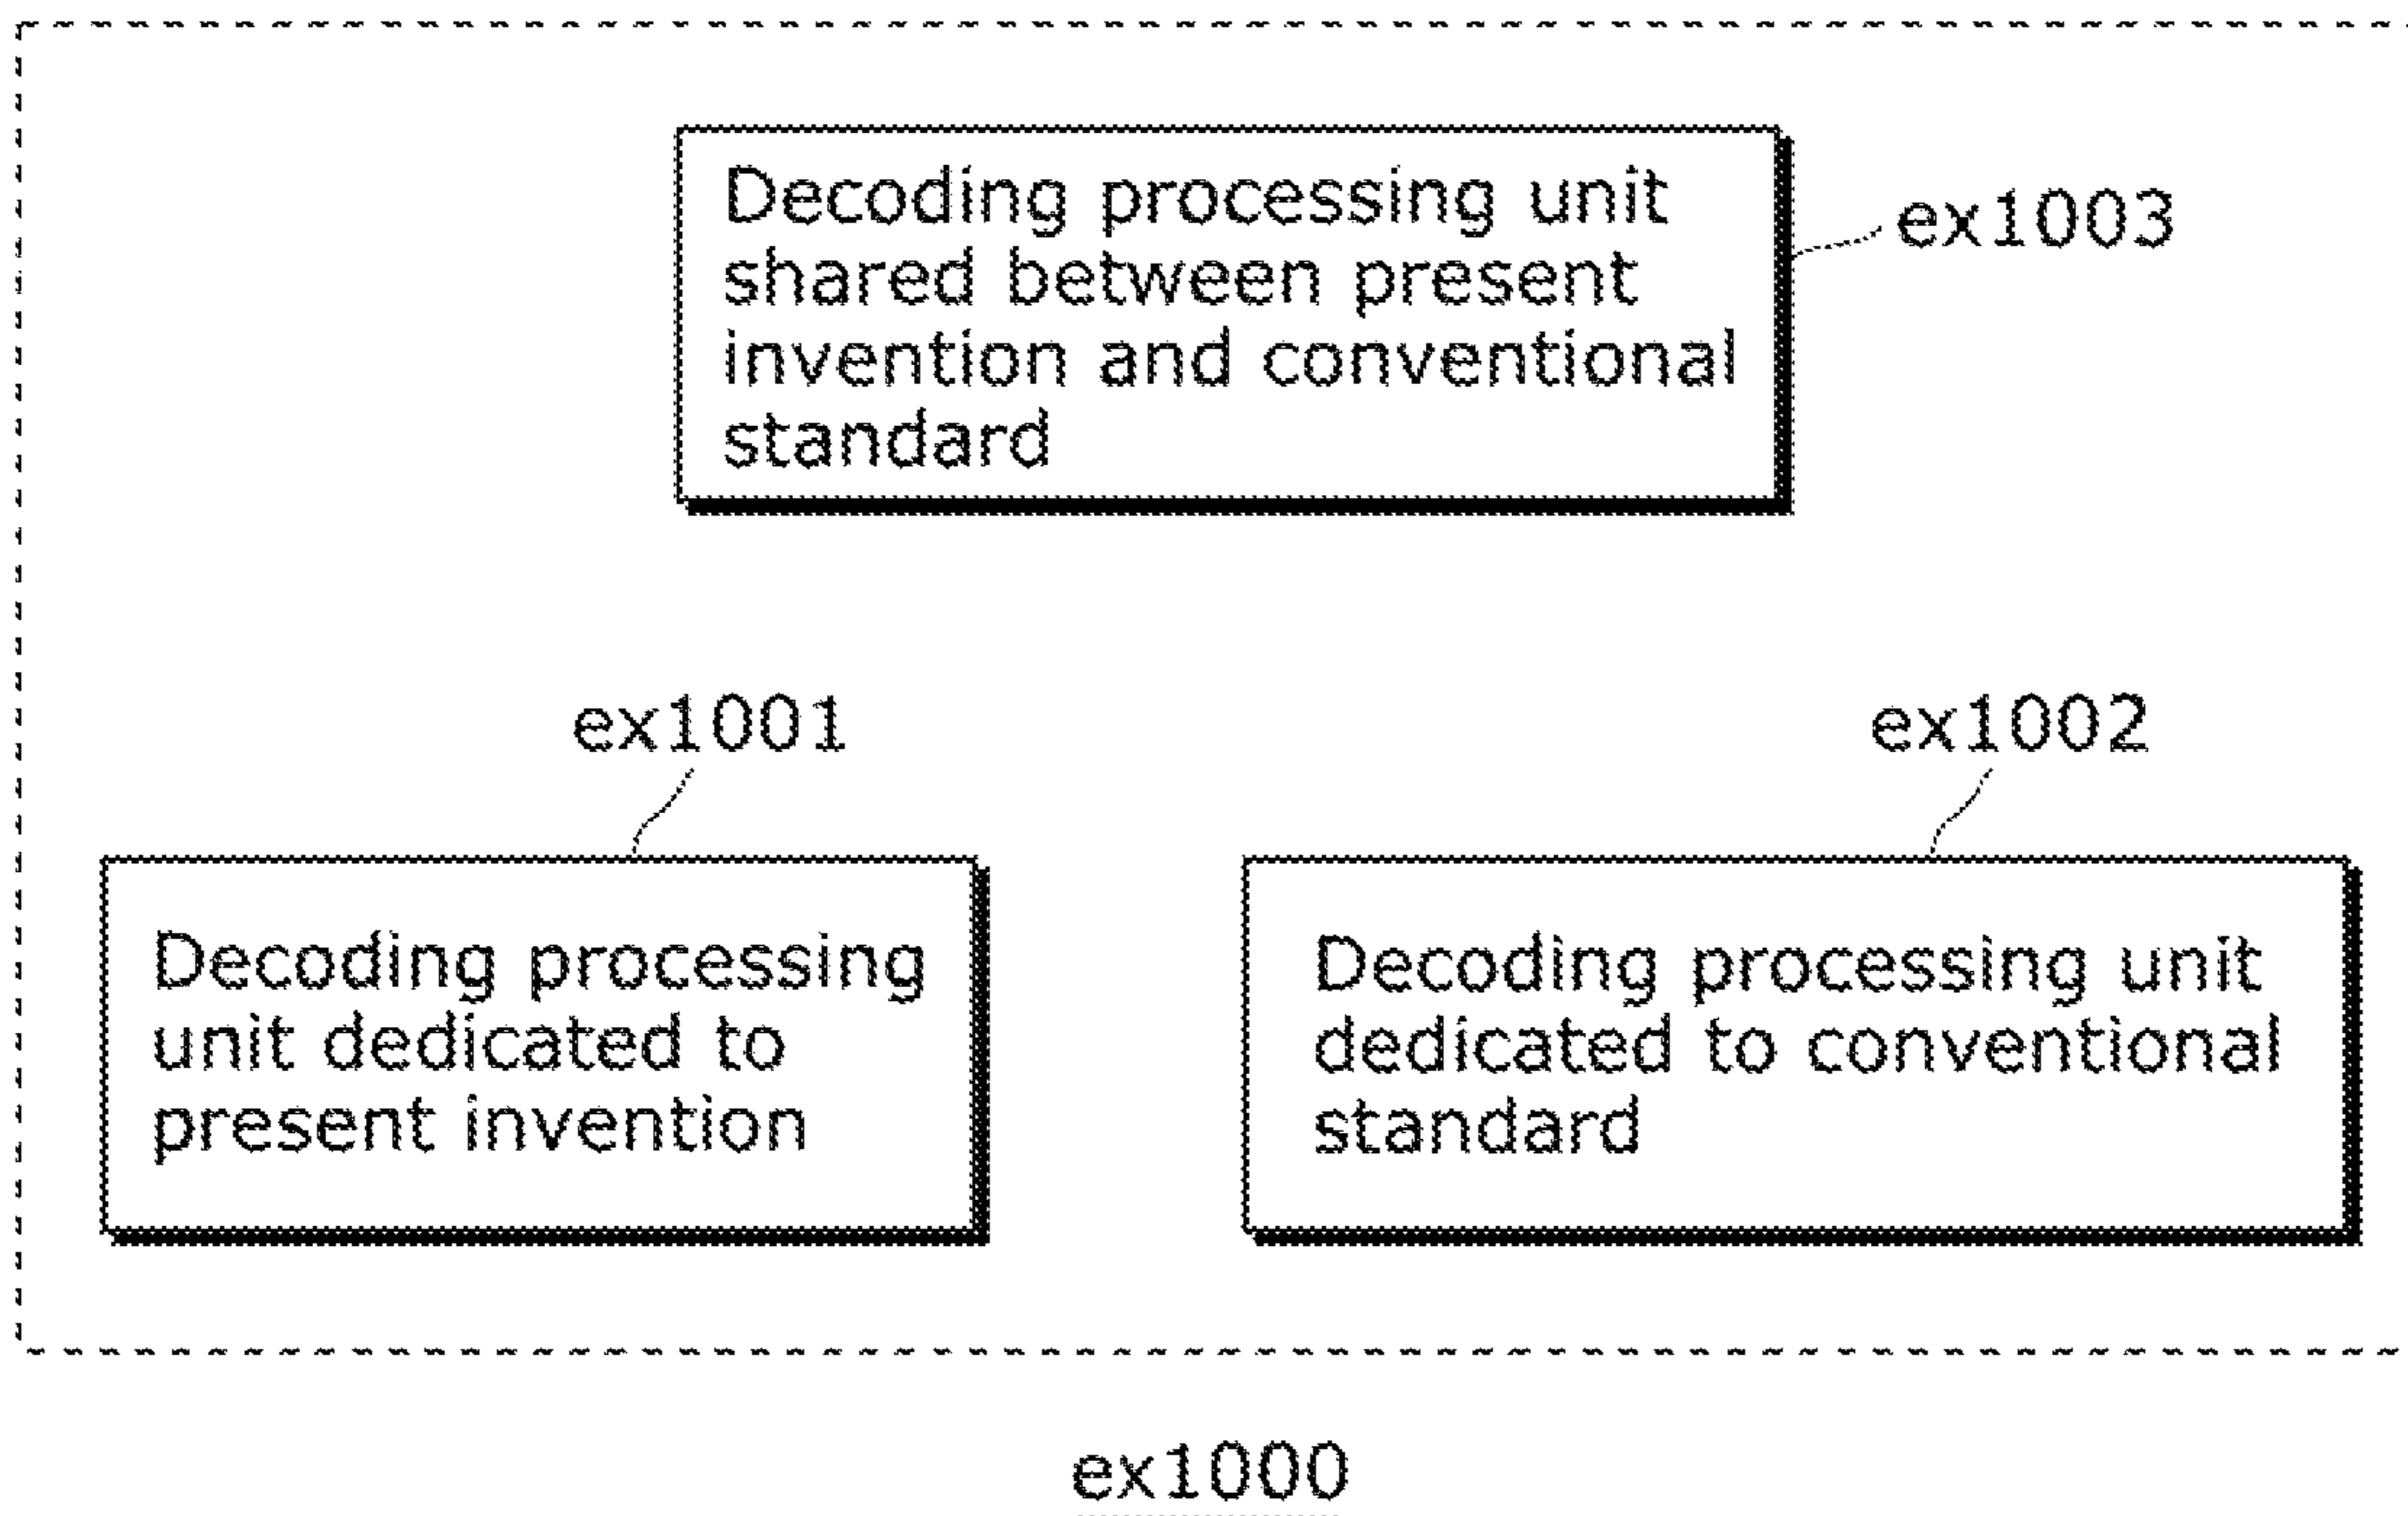 Decoding processing unit
shared between present
invention and conventional
standard
ex1003
ex1001
ex1002
Decoding processing
unit dedicated to
present invention
Decoding processing unit
dedicated to conventional
standard
ex1000